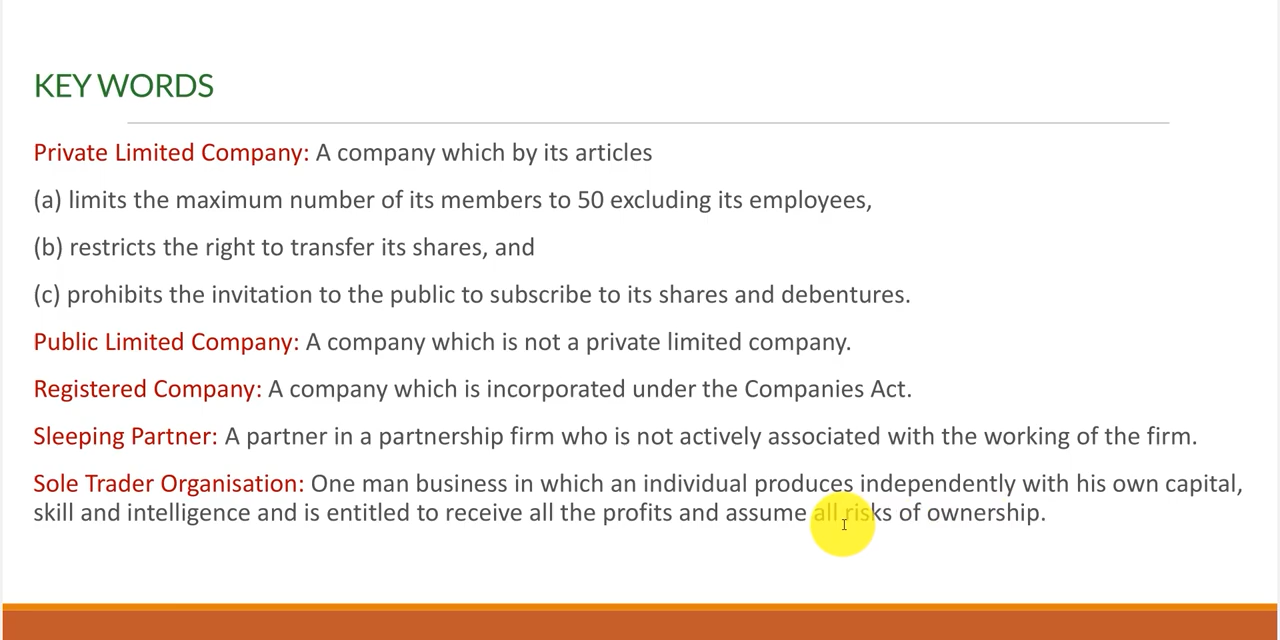 KEY WORDS
Private Limited Company: A company which by its articles
(a) limits the maximum number of its members to 50 excluding its employees,
(b) restricts the right to transfer its shares, and
(c) prohibits the invitation to the public to subscribe to its shares and debentures.
Public Limited Company: A company which is not a private limited company.
Registered Company: A company which is incorporated under the Companies Act.
Sleeping Partner: A partner in a partnership firm who is not actively associated with the working of the firm.
Sole Trader Organisation: One man business in which an individual produces independently with his own capital,
skill and intelligence and is entitled to receive all the profits and assume all risks of ownership.